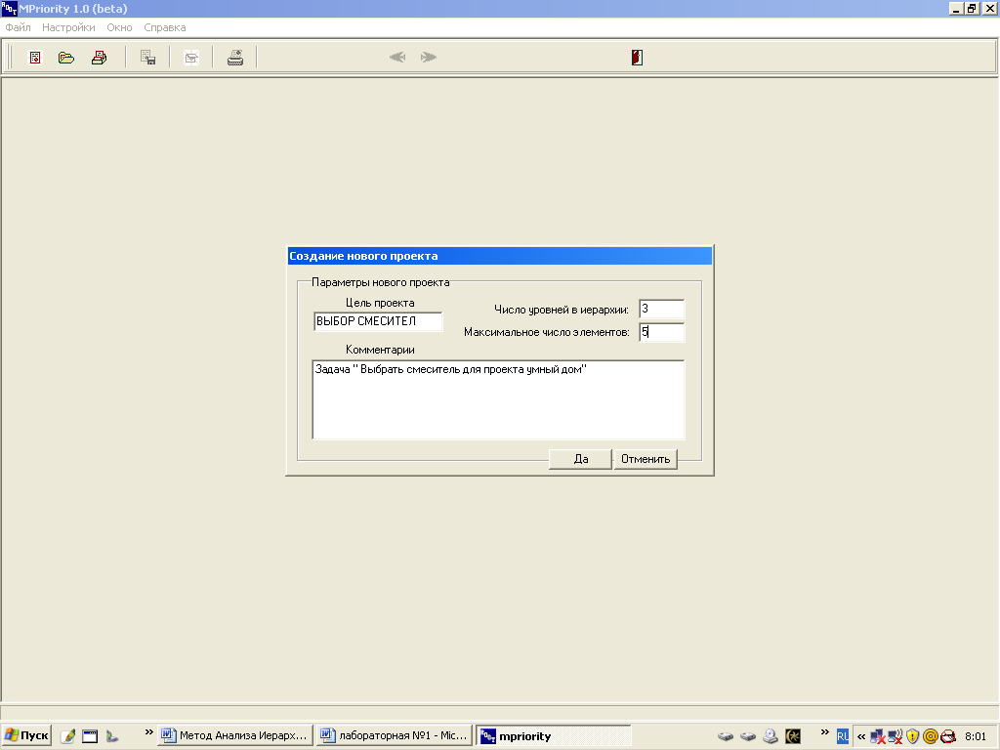 MPriority 1.0 (beta)
Файл Настройки Окно Справка
Создание нового проекта
Параметры нового проекта
Цель проекта
ВЫБОР СМЕСИТЕЛ
Число уровней в иерархии: 3
Максимальное число элементов: 5
Комментарии
Задача " Выбрать смеситель для проекта умный дом"
Да Отменить
Пуск » Метод Анализа Иерарх... лабораторная №1 - Mic... mpriority » RU « 8:01